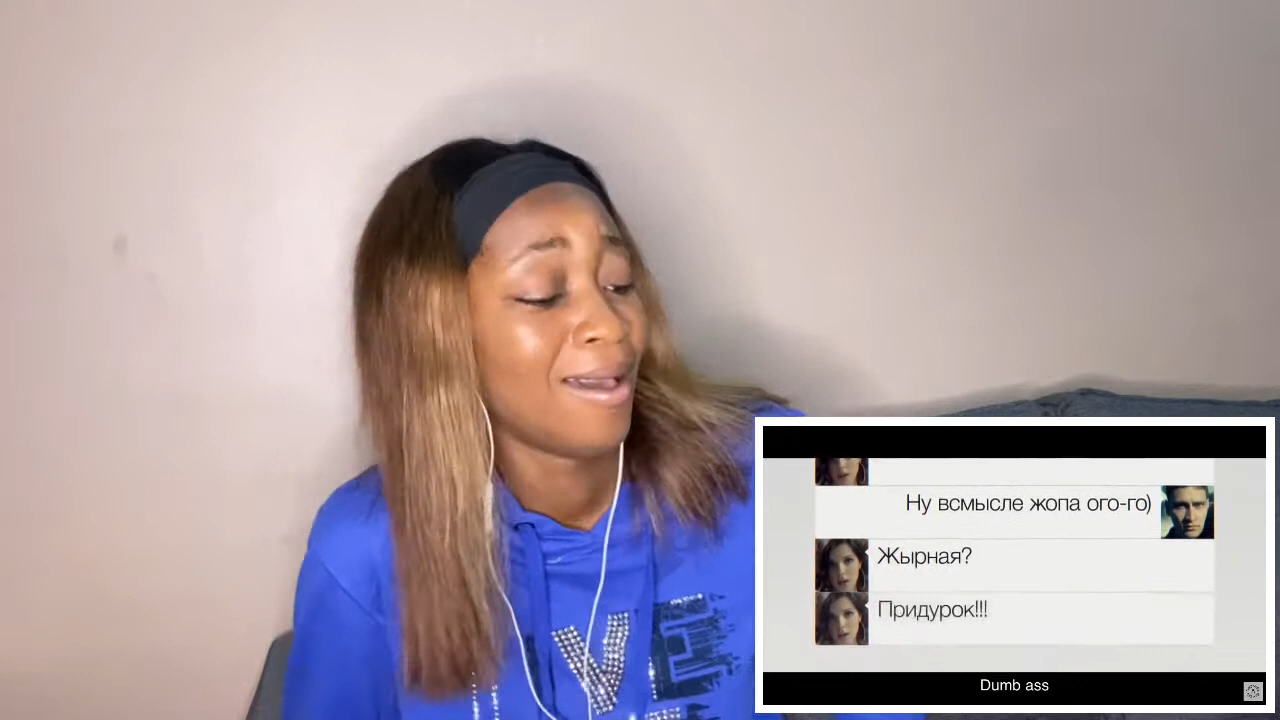 Ну всмысле жопа ого-го)
Жырная?
Придурок!!!
Dumb ass